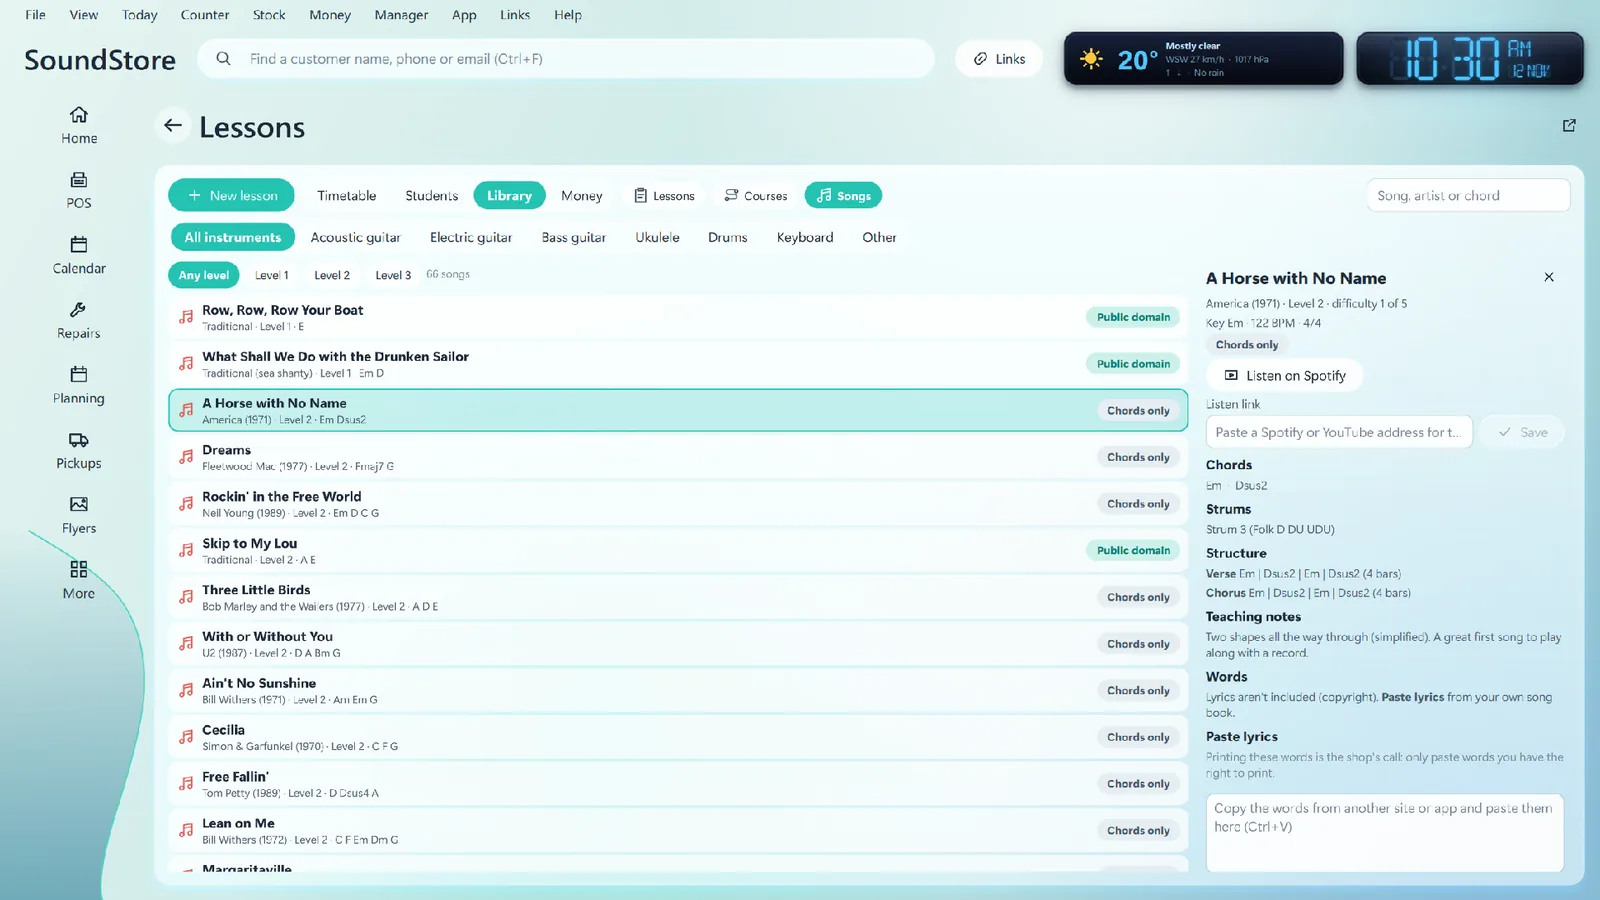 File View Today Counter Stock Money Manager App Links Help
SoundStore
Find a customer name, phone or email (Ctrl+F)
Links
20°
Mostly clear
WSW 27 km/h · 1017 hPa
No rain
10:30 AM
12 NOV
Home
POS
Calendar
Repairs
Planning
Pickups
Flyers
More
Lessons
+ New lesson Timetable Students Library Money Lessons Courses Songs
Song, artist or chord
All instruments Acoustic guitar Electric guitar Bass guitar Ukulele Drums Keyboard Other
Any level Level 1 Level 2 Level 3 66 songs
Row, Row, Row Your Boat
Traditional · Level 1 · E
Public domain
What Shall We Do with the Drunken Sailor
Traditional (sea shanty) · Level 1 · Em D
Public domain
A Horse with No Name
America (1971) · Level 2 · Em Dsus2
Chords only
Dreams
Fleetwood Mac (1977) · Level 2 · Fmaj7 G
Chords only
Rockin' in the Free World
Neil Young (1989) · Level 2 · Em D C G
Chords only
Skip to My Lou
Traditional · Level 2 · A E
Public domain
Three Little Birds
Bob Marley and the Wailers (1977) · Level 2 · A D E
Chords only
With or Without You
U2 (1987) · Level 2 · D A Bm G
Chords only
Ain't No Sunshine
Bill Withers (1971) · Level 2 · Am Em G
Chords only
Cecilia
Simon & Garfunkel (1970) · Level 2 · C F G
Chords only
Free Fallin'
Tom Petty (1989) · Level 2 · D Dsus4 A
Chords only
Lean on Me
Bill Withers (1972) · Level 2 · C F Em Dm G
Chords only
Margaritaville
A Horse with No Name
America (1971) · Level 2 · difficulty 1 of 5
Key Em · 122 BPM · 4/4
Chords only
Listen on Spotify
Listen link
Paste a Spotify or YouTube address for t...
Save
Chords
Em · Dsus2
Strums
Strum 3 (Folk D DU UDU)
Structure
Verse Em | Dsus2 | Em | Dsus2 (4 bars)
Chorus Em | Dsus2 | Em | Dsus2 (4 bars)
Teaching notes
Two shapes all the way through (simplified). A great first song to play
along with a record.
Words
Lyrics aren't included (copyright). Paste lyrics from your own song
book.
Paste lyrics
Printing these words is the shop's call: only paste words you have the
right to print.
Copy the words from another site or app and paste them
here (Ctrl+V)